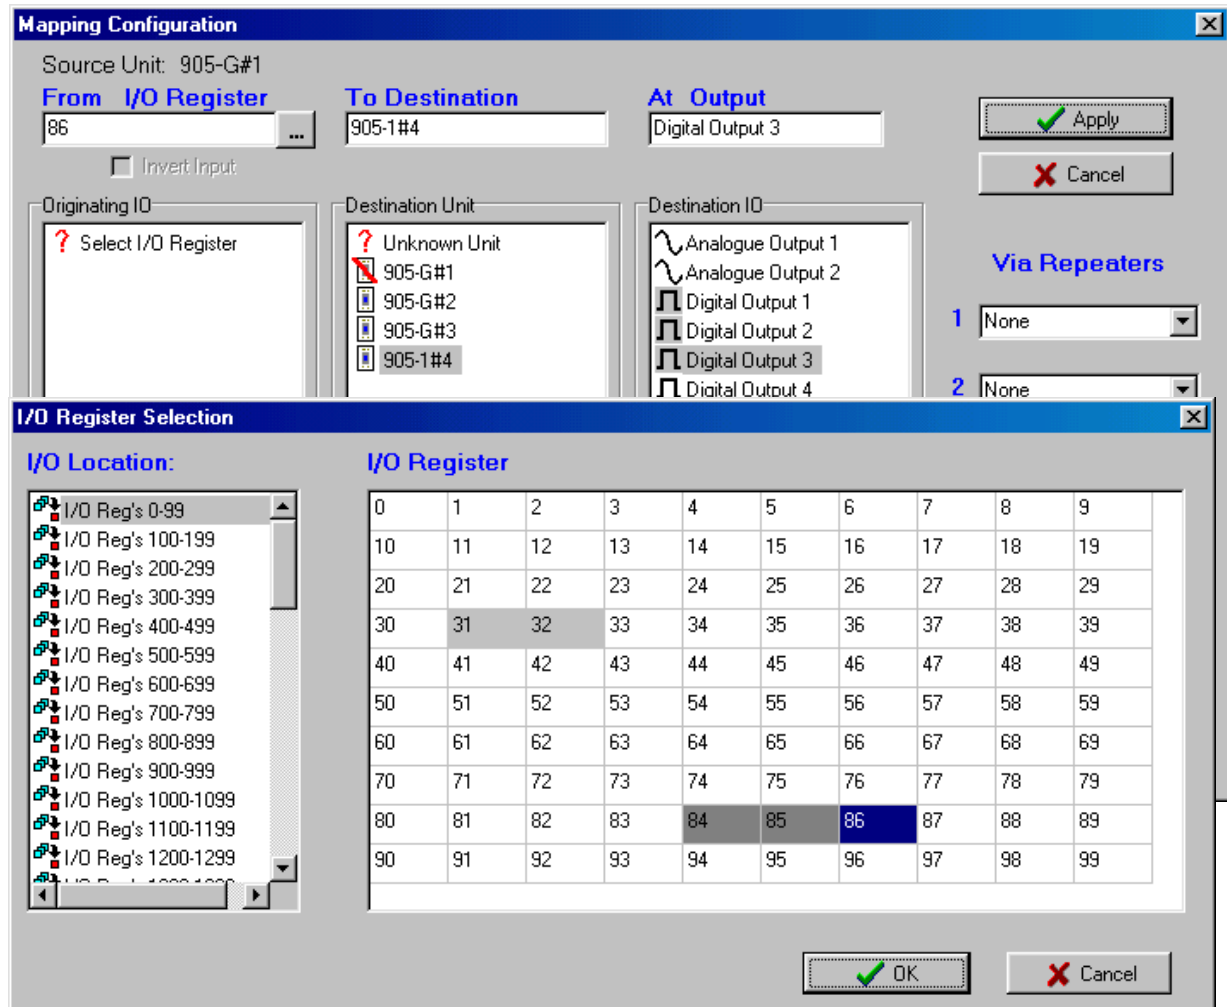 Mapping Configuration
Source Unit: 905-G#1
From I/O Register
To Destination
At Output
86
...
905-1#4
Digital Output 3
Apply
Invert Input
Cancel
Originating IO
Destination Unit
Destination IO
? Select I/O Register
? Unknown Unit
905-G#1
905-G#2
905-G#3
905-1#4
Analogue Output 1
Analogue Output 2
Digital Output 1
Digital Output 2
Digital Output 3
Digital Output 4
Via Repeaters
1 None
2 None
I/O Register Selection
I/O Location:
I/O Register
I/O Reg's 0-99
I/O Reg's 100-199
I/O Reg's 200-299
I/O Reg's 300-399
I/O Reg's 400-499
I/O Reg's 500-599
I/O Reg's 600-699
I/O Reg's 700-799
I/O Reg's 800-899
I/O Reg's 900-999
I/O Reg's 1000-1099
I/O Reg's 1100-1199
I/O Reg's 1200-1299
0 1 2 3 4 5 6 7 8 9
10 11 12 13 14 15 16 17 18 19
20 21 22 23 24 25 26 27 28 29
30 31 32 33 34 35 36 37 38 39
40 41 42 43 44 45 46 47 48 49
50 51 52 53 54 55 56 57 58 59
60 61 62 63 64 65 66 67 68 69
70 71 72 73 74 75 76 77 78 79
80 81 82 83 84 85 86 87 88 89
90 91 92 93 94 95 96 97 98 99
OK
Cancel